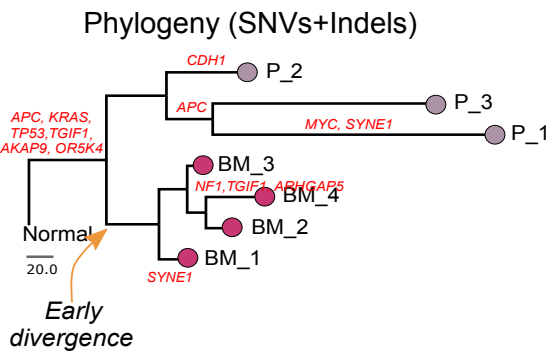 Phylogeny (SNVs+Indels)
CDH1
P_2
APC
P_3
APC, KRAS,
TP53,TGIF1,
AKAP9, OR5K4
MYC, SYNE1
P_1
BM_3
NF1,TGIF1, ARHGAP5
BM_4
BM_2
Normal
BM_1
20.0
SYNE1
Early
divergence